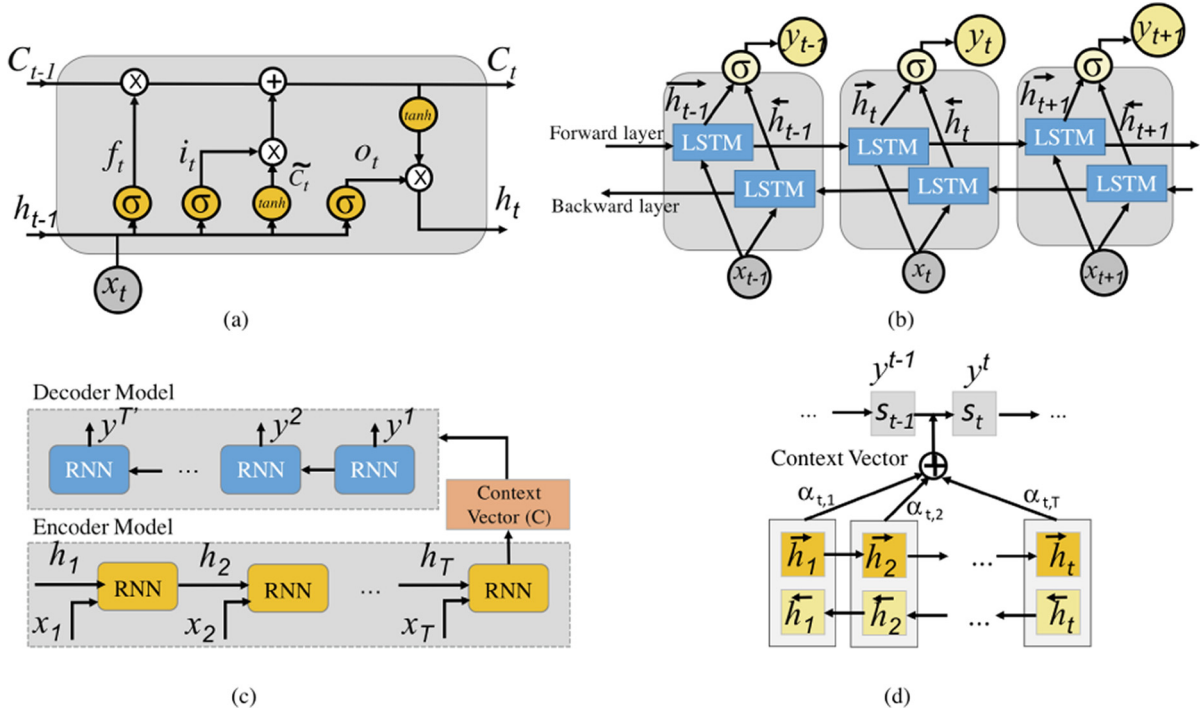 C_{t-1} C_t
X + 
tanh
f_t i_t X C̃_t o_t X
σ σ tanh σ
h_{t-1} h_t
x_t
(a)
y_{t-1} y_t y_{t+1}
σ σ σ
→h_{t-1} ←h_{t-1} →h_t ←h_t →h_{t+1} ←h_{t+1}
Forward layer LSTM LSTM LSTM
Backward layer LSTM LSTM LSTM
x_{t-1} x_t x_{t+1}
(b)
Decoder Model
y^{T'} y^2 y^1
RNN ... RNN RNN
Context
Vector (C)
Encoder Model
h_1 h_2 h_T
RNN RNN ... RNN
x_1 x_2 x_T
(c)
y^{t-1} y^t
... s_{t-1} s_t ...
Context Vector +
α_{t,1} α_{t,2} α_{t,T}
→h_1 →h_2 ... →h_t
←h_1 ←h_2 ... ←h_t
(d)